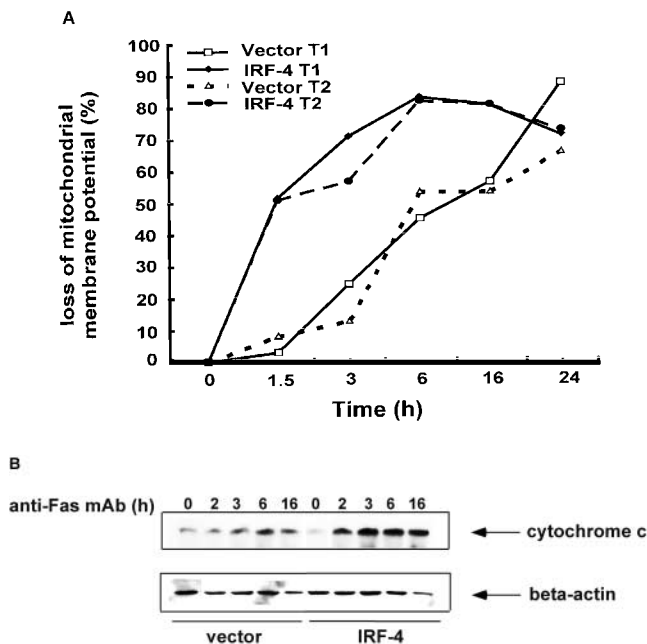 A
100
90
80
70
60
50
40
30
20
10
0
loss of mitochondrial
membrane potential (%)
Vector T1
IRF-4 T1
Vector T2
IRF-4 T2
0 1.5 3 6 16 24
Time (h)
B
anti-Fas mAb (h) 0 2 3 6 16 0 2 3 6 16
cytochrome c
beta-actin
vector IRF-4